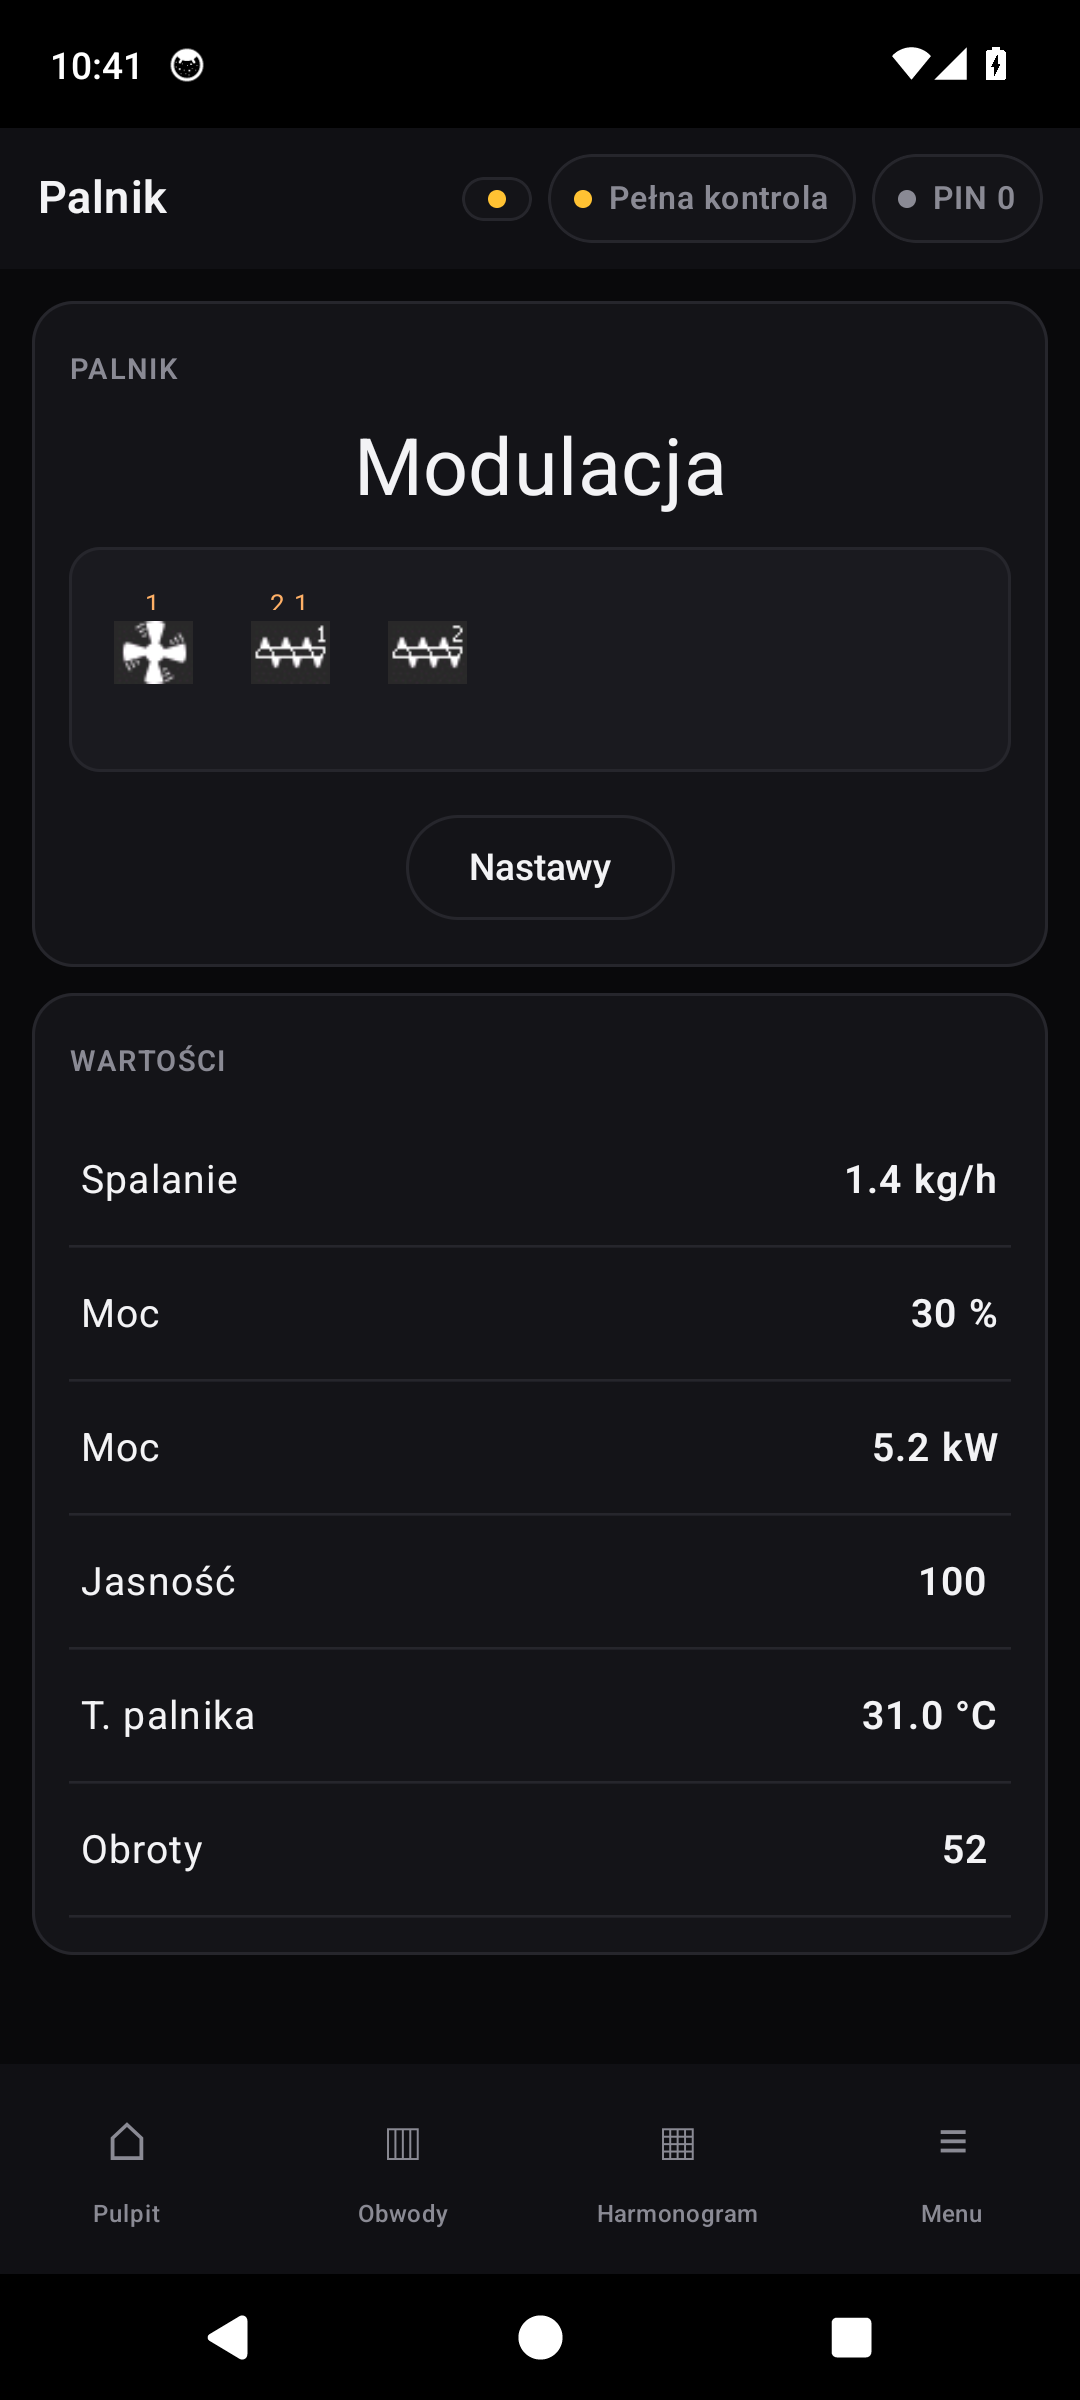 10:41
Palnik
Pełna kontrola
PIN 0
PALNIK
Modulacja
1
2 1
1
2
Nastawy
WARTOŚCI
Spalanie 1.4 kg/h
Moc 30 %
Moc 5.2 kW
Jasność 100
T. palnika 31.0 °C
Obroty 52
Pulpit
Obwody
Harmonogram
Menu